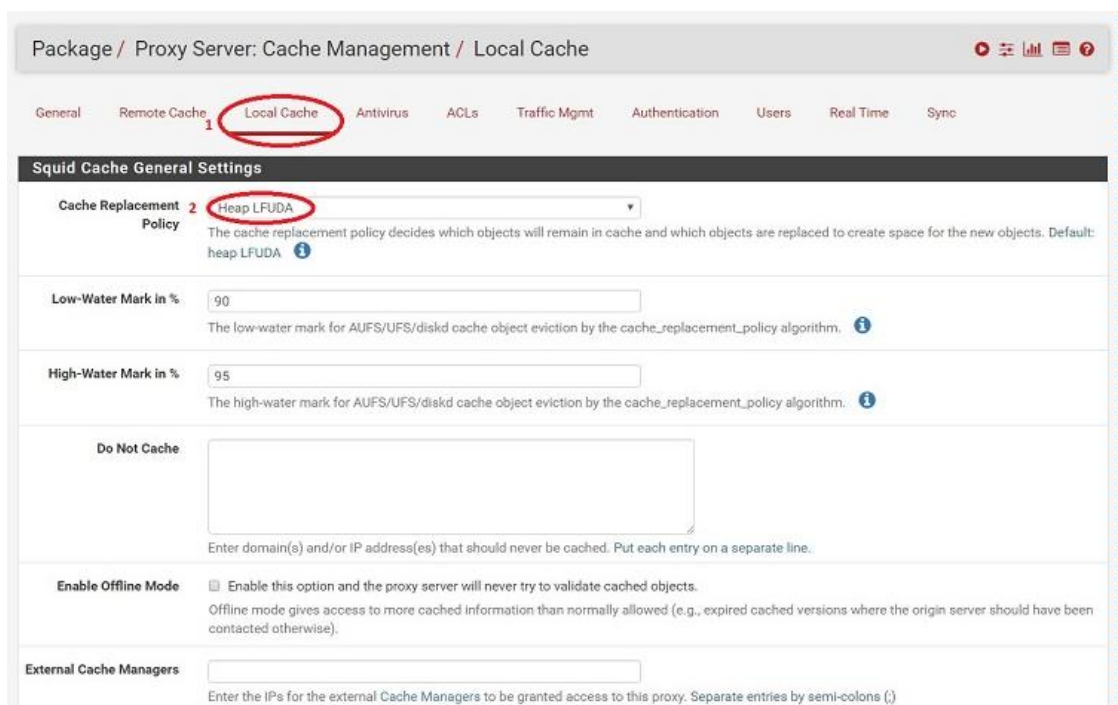 Package / Proxy Server: Cache Management / Local Cache
General Remote Cache Local Cache Antivirus ACLs Traffic Mgmt Authentication Users Real Time Sync
1
Squid Cache General Settings
Cache Replacement Policy
2 Heap LFUDA
The cache replacement policy decides which objects will remain in cache and which objects are replaced to create space for the new objects. Default:
heap LFUDA
Low-Water Mark in %
90
The low-water mark for AUFS/UFS/diskd cache object eviction by the cache_replacement_policy algorithm.
High-Water Mark in %
95
The high-water mark for AUFS/UFS/diskd cache object eviction by the cache_replacement_policy algorithm.
Do Not Cache
Enter domain(s) and/or IP address(es) that should never be cached. Put each entry on a separate line.
Enable Offline Mode
Enable this option and the proxy server will never try to validate cached objects.
Offline mode gives access to more cached information than normally allowed (e.g., expired cached versions where the origin server should have been
contacted otherwise).
External Cache Managers
Enter the IPs for the external Cache Managers to be granted access to this proxy. Separate entries by semi-colons (;)